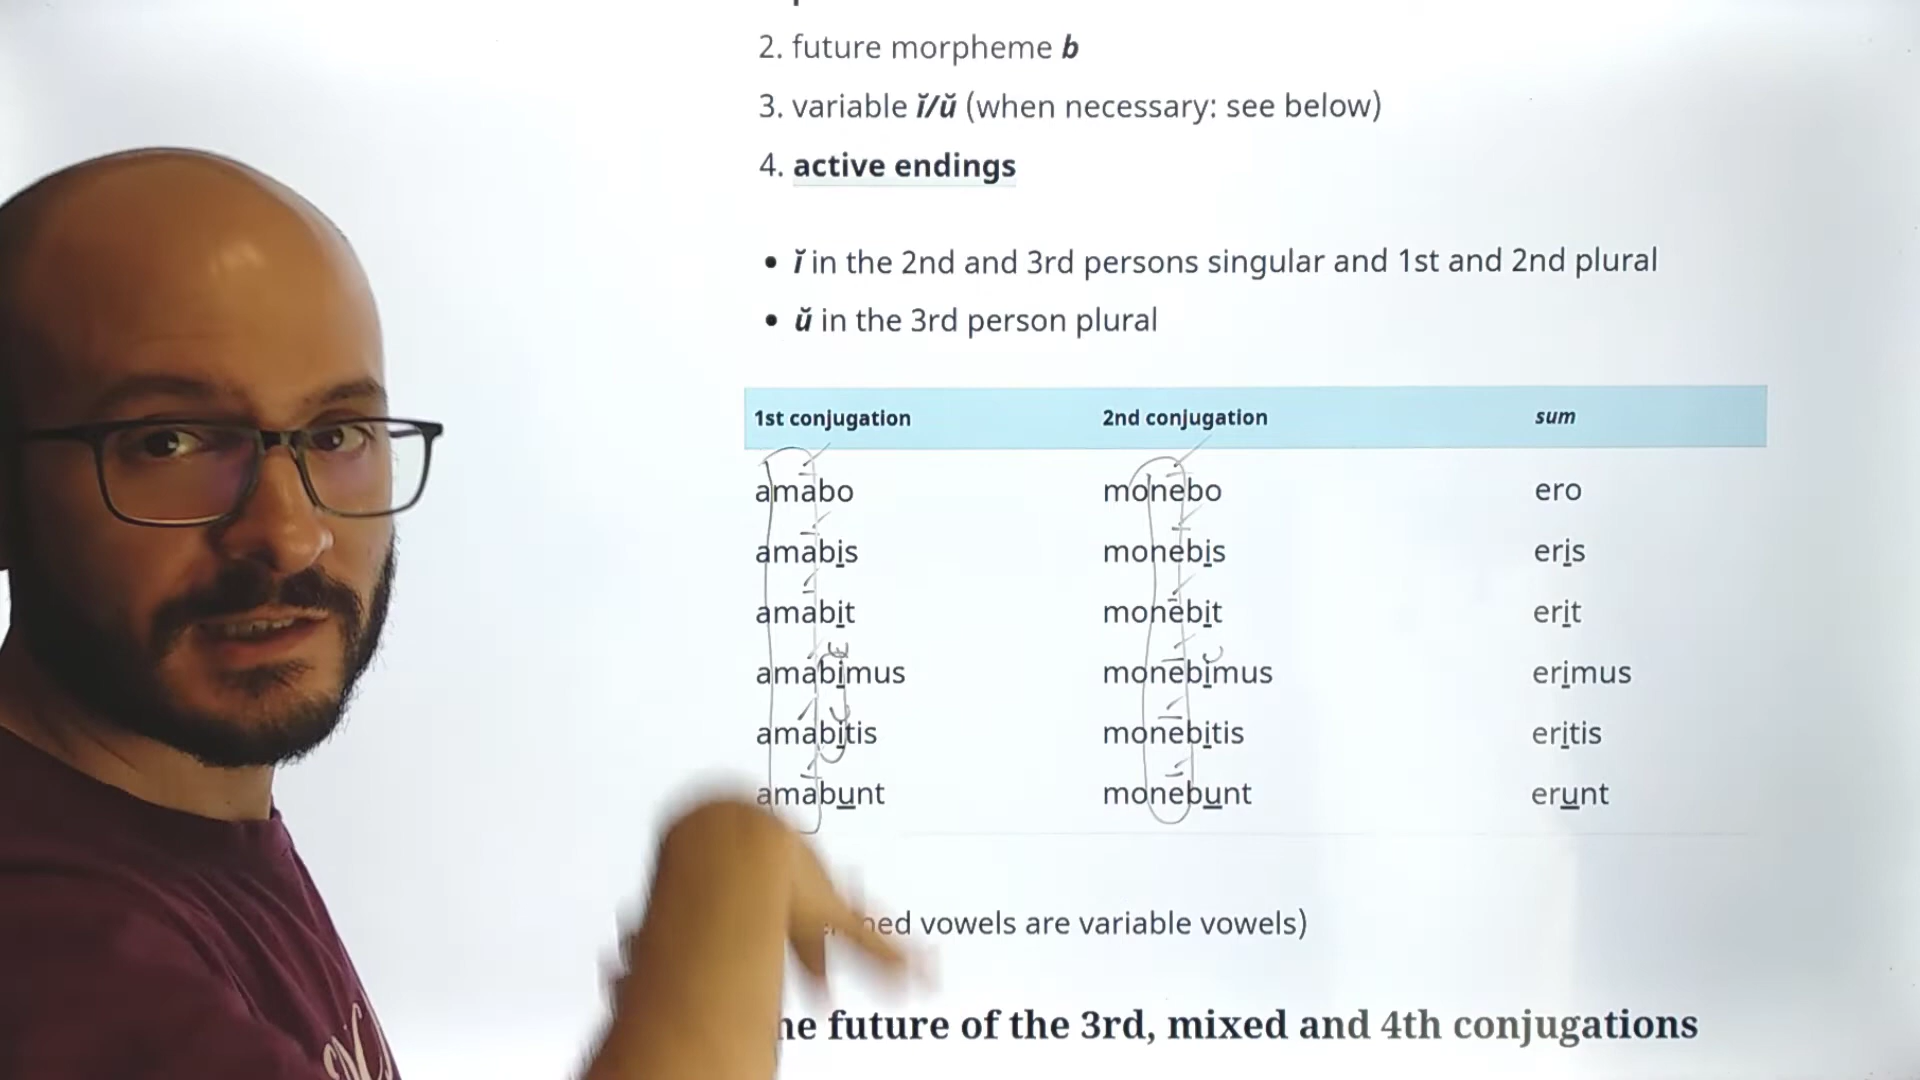 2. future morpheme b
3. variable ĭ/ŭ (when necessary: see below)
4. active endings
• ĭ in the 2nd and 3rd persons singular and 1st and 2nd plural
• ŭ in the 3rd person plural
1st conjugation 2nd conjugation sum
amabo monebo ero
amabis monebis eris
amabit monebit erit
amabimus monebimus erimus
amabitis monebitis eritis
amabunt monebunt erunt
vowels are variable vowels)
future of the 3rd, mixed and 4th conjugations